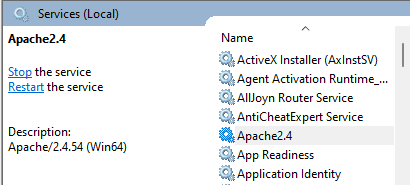 Services (Local)
Apache2.4
Stop the service
Restart the service
Description:
Apache/2.4.54 (Win64)
Name
ActiveX Installer (AxInstSV)
Agent Activation Runtime_...
AllJoyn Router Service
AntiCheatExpert Service
Apache2.4
App Readiness
Application Identity